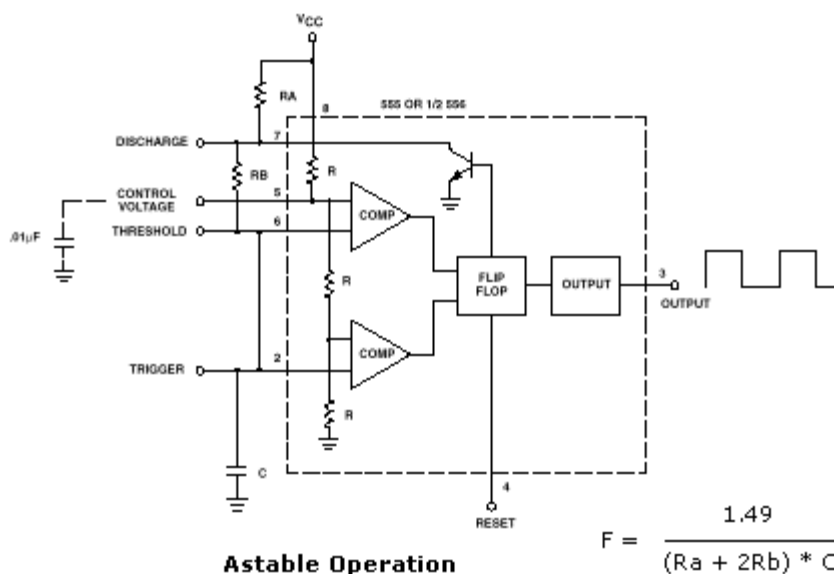 VCC
RA
8
555 OR 1/2 556
DISCHARGE
7
RB
R
CONTROL
VOLTAGE
5
COMP
THRESHOLD
6
.01μF
R
FLIP
FLOP
OUTPUT
3
OUTPUT
COMP
TRIGGER
2
R
C
4
RESET
Astable Operation
F = 1.49
(Ra + 2Rb) * C